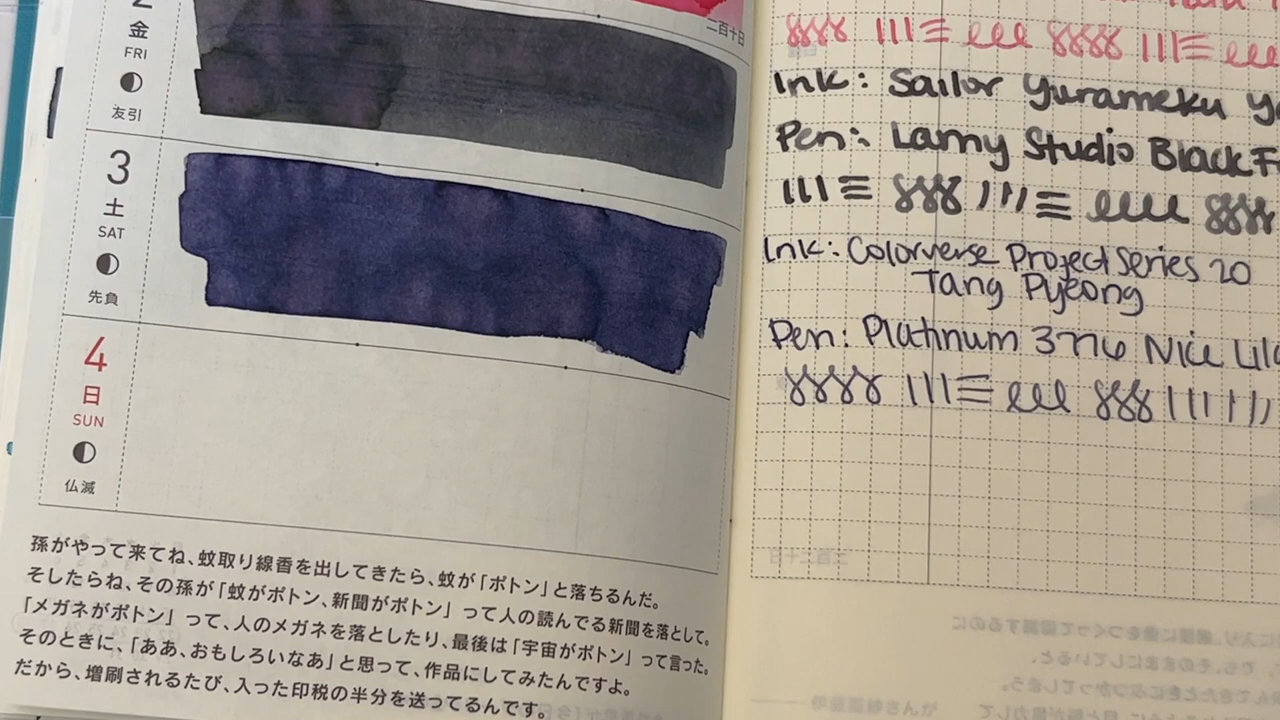 金
FRI
友引
二百十日
3
土
SAT
先負
4
日
SUN
仏滅
孫がやって来てね、蚊取り線香を出してきたら、蚊が「ポトン」と落ちるんだ。
そしたらね、その孫が「蚊がポトン、新聞がポトン」って人の読んでる新聞を落として。
「メガネがポトン」って、人のメガネを落としたり、最後は「宇宙がポトン」って言った。
そのときに、「ああ、おもしろいなあ」と思って、作品にしてみたんですよ。
だから、増刷されるたび、入った印税の半分を送ってるんです。
Ink: Sailor Yurameku
Pen: Lamy Studio Black
Ink: Colorverse Project Series 20
Tang Pyeong
Pen: Platinum 3776 Nice